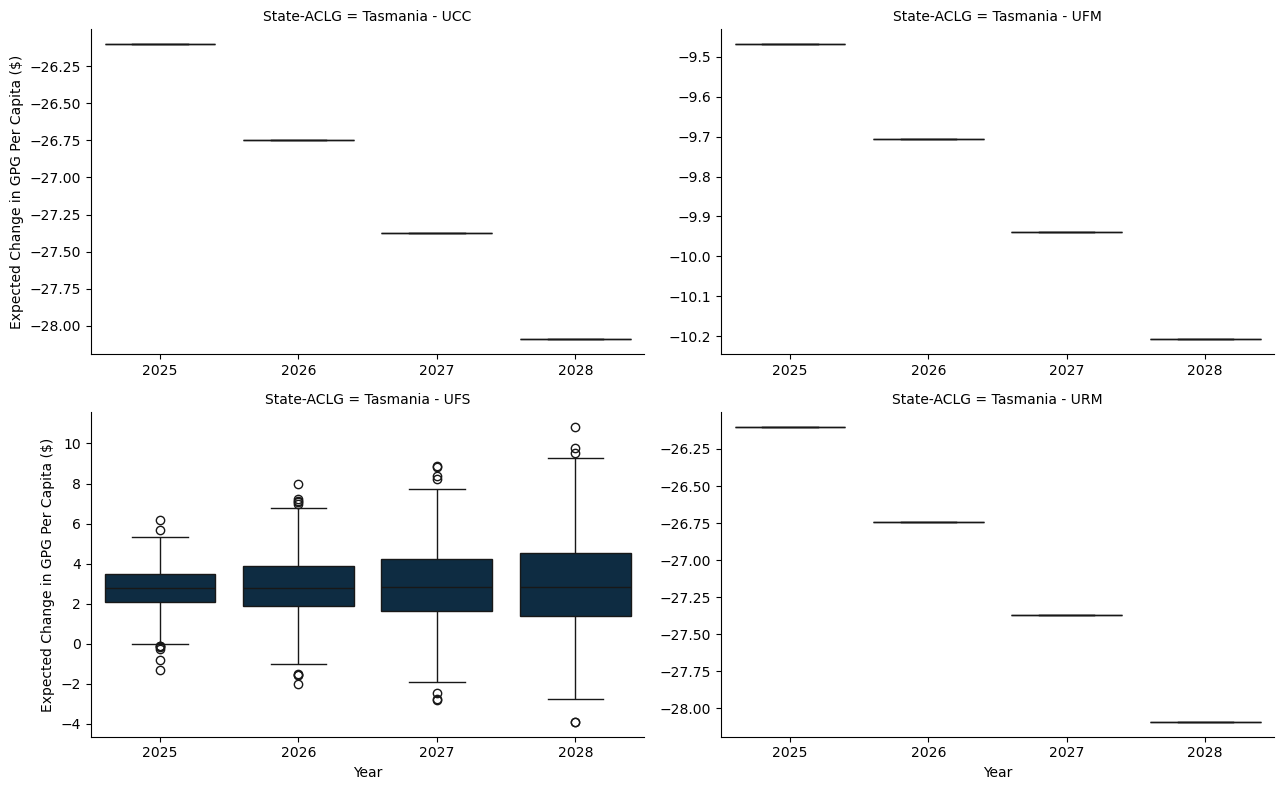 State-ACLG = Tasmania - UCC
Expected Change in GPG Per Capita ($)
−26.25
−26.50
−26.75
−27.00
−27.25
−27.50
−27.75
−28.00
2025 2026 2027 2028
State-ACLG = Tasmania - UFM
−9.5
−9.6
−9.7
−9.8
−9.9
−10.0
−10.1
−10.2
2025 2026 2027 2028
State-ACLG = Tasmania - UFS
Expected Change in GPG Per Capita ($)
10
8
6
4
2
0
−2
−4
2025 2026 2027 2028
Year
State-ACLG = Tasmania - URM
−26.25
−26.50
−26.75
−27.00
−27.25
−27.50
−27.75
−28.00
2025 2026 2027 2028
Year